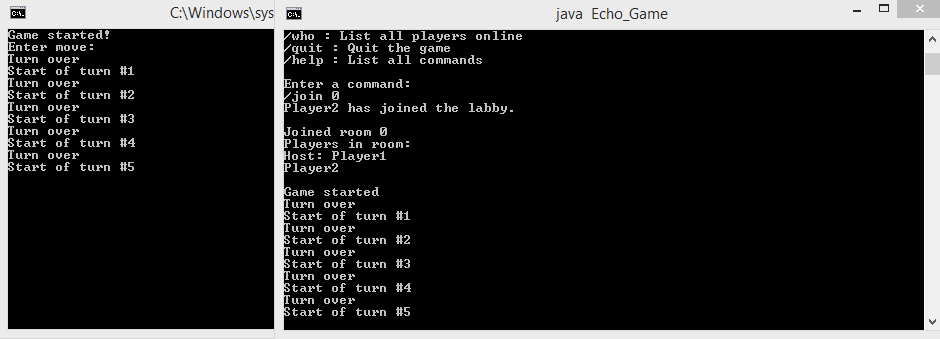 C:\Windows\sys
Game started!
Enter move:
Turn over
Start of turn #1
Turn over
Start of turn #2
Turn over
Start of turn #3
Turn over
Start of turn #4
Turn over
Start of turn #5
java Echo_Game
/who : List all players online
/quit : Quit the game
/help : List all commands
Enter a command:
/join 0
Player2 has joined the labby.
Joined room 0
Players in room:
Host: Player1
Player2
Game started
Turn over
Start of turn #1
Turn over
Start of turn #2
Turn over
Start of turn #3
Turn over
Start of turn #4
Turn over
Start of turn #5